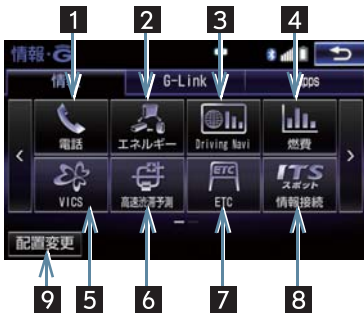 1 2 3 4
情報・G
情報 G-Link Apps
電話 エネルギー Driving Navi 燃費
ETC ITS
スポット
VICS 高速渋滞予測 ETC 情報接続
配置変更
9 5 6 7 8